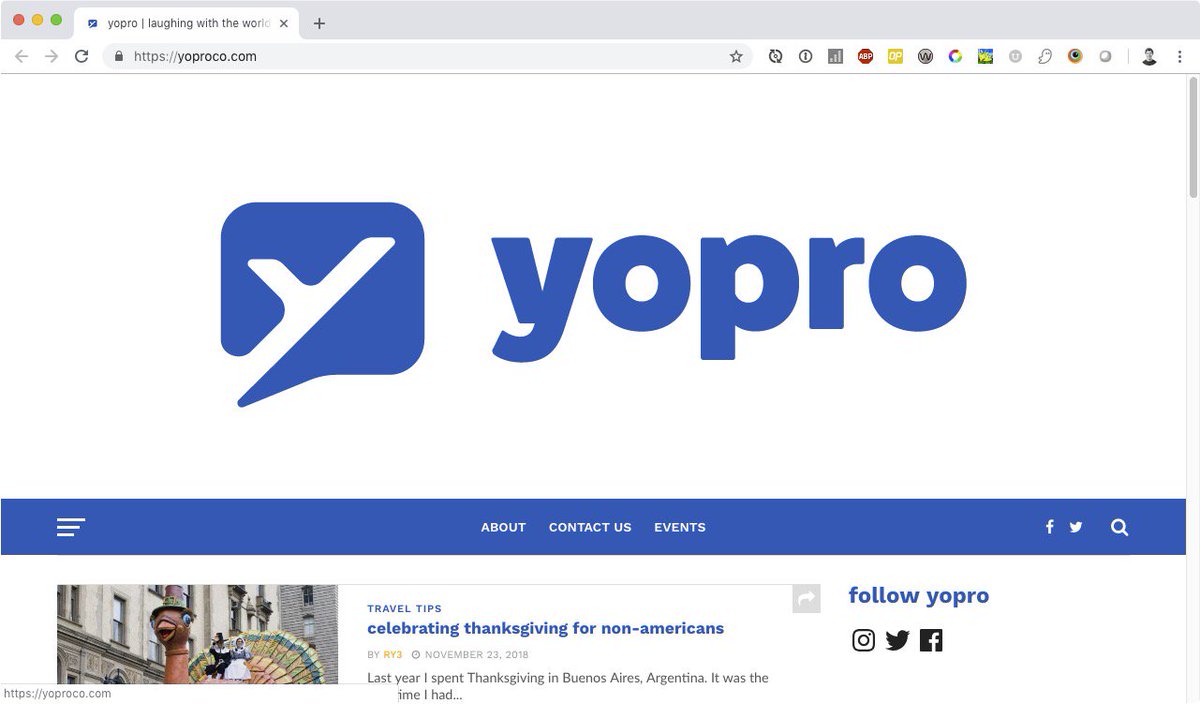 yopro | laughing with the world
https://yoproco.com
ABP
OP
yopro
ABOUT CONTACT US EVENTS
TRAVEL TIPS
celebrating thanksgiving for non-americans
BY RY3 NOVEMBER 23, 2018
Last year I spent Thanksgiving in Buenos Aires, Argentina. It was the
I had...
follow yopro
https://yoproco.com